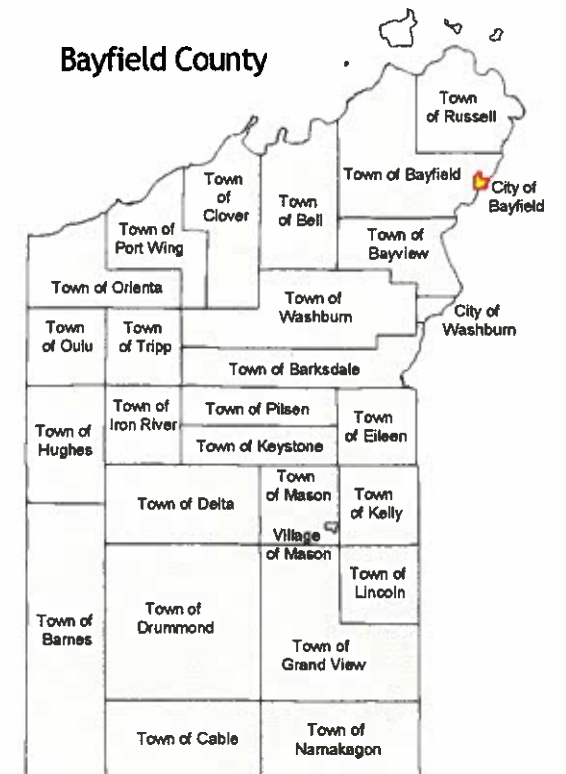 Bayfield County
Town
of Russell
Town of Bayfield
City of
Bayfield
Town
of
Clover
Town
of
Bell
Town of
Port Wing
Town of
Bayview
Town of Orienta
Town of
Washburn
City of
Washburn
Town
of Oulu
Town
of Tripp
Town of Barksdale
Town of
Iron River
Town of Pilsen
Town
of Eileen
Town of
Hughes
Town of Keystone
Town of Delta
Town
of Mason
Town
of Kelly
Village
of Mason
Town of
Lincoln
Town of
Barnes
Town of
Drummond
Town of
Grand View
Town of Cable
Town of
Namakagon